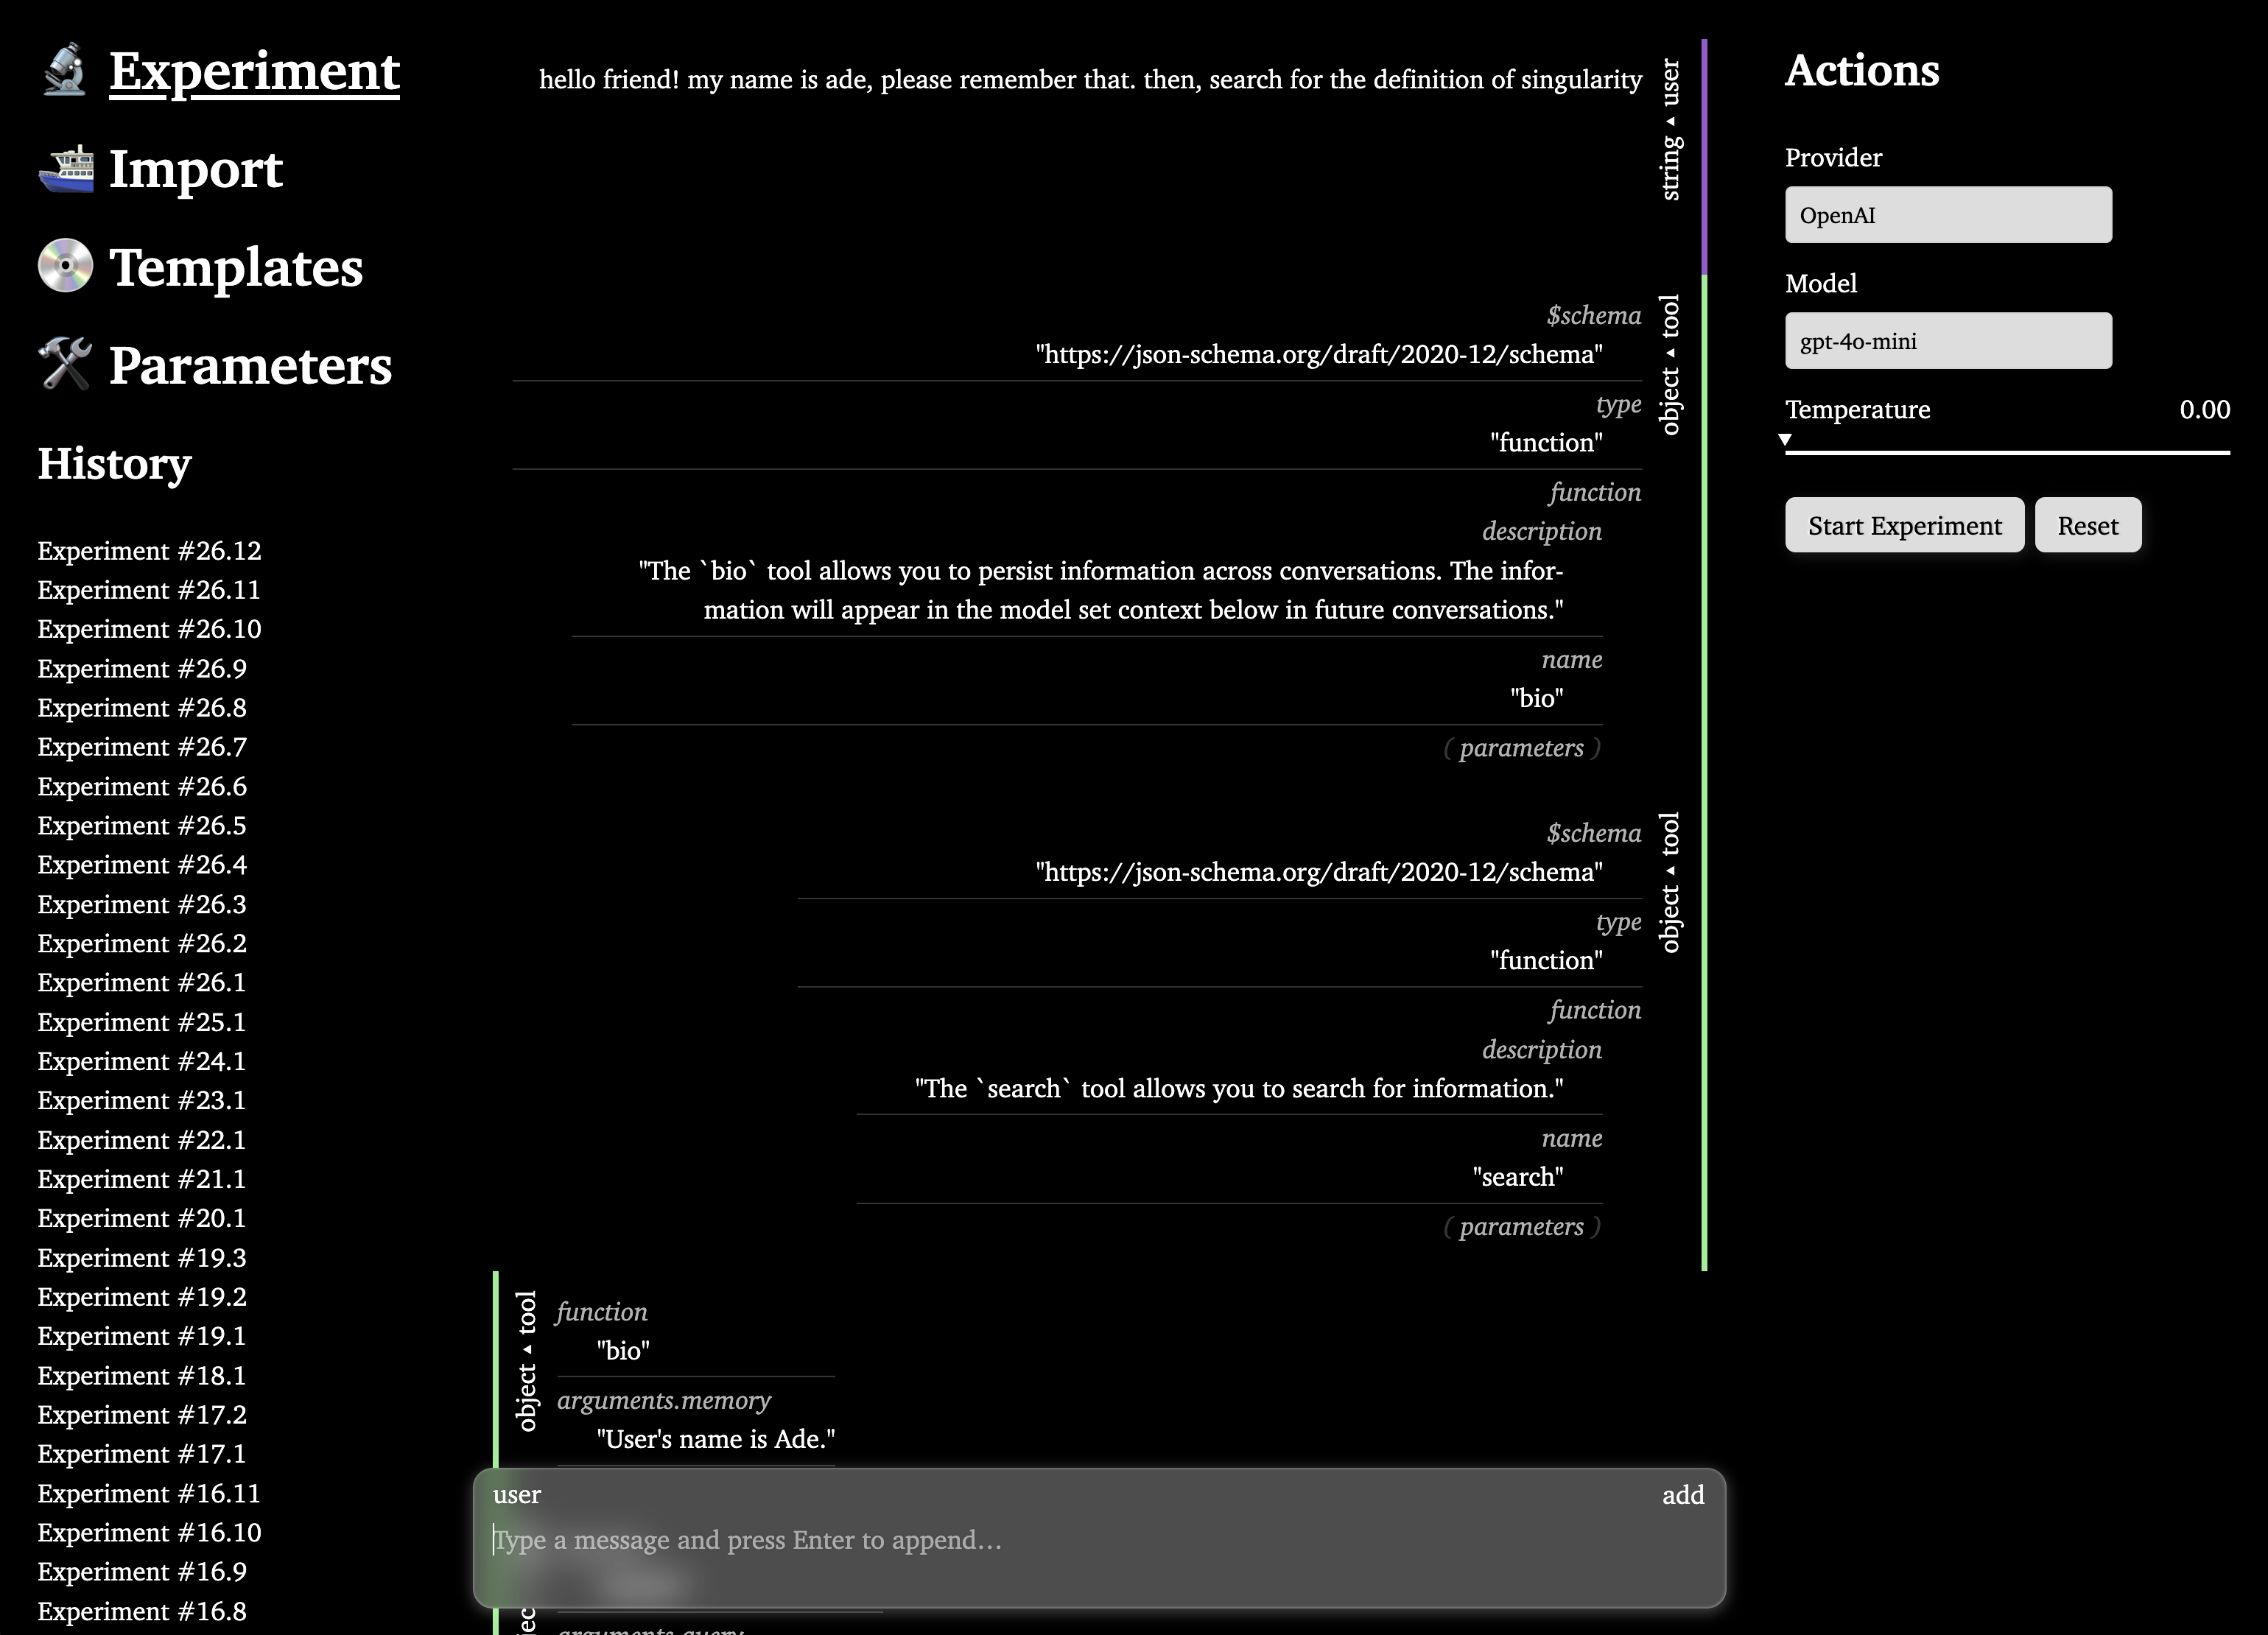 Experiment
Import
Templates
Parameters
History
Experiment #26.12
Experiment #26.11
Experiment #26.10
Experiment #26.9
Experiment #26.8
Experiment #26.7
Experiment #26.6
Experiment #26.5
Experiment #26.4
Experiment #26.3
Experiment #26.2
Experiment #26.1
Experiment #25.1
Experiment #24.1
Experiment #23.1
Experiment #22.1
Experiment #21.1
Experiment #20.1
Experiment #19.3
Experiment #19.2
Experiment #19.1
Experiment #18.1
Experiment #17.2
Experiment #17.1
Experiment #16.11
Experiment #16.10
Experiment #16.9
Experiment #16.8
hello friend! my name is ade, please remember that. then, search for the definition of singularity
string ▲ user
$schema
"https://json-schema.org/draft/2020-12/schema"
type
"function"
function
description
"The `bio` tool allows you to persist information across conversations. The infor-
mation will appear in the model set context below in future conversations."
name
"bio"
( parameters )
object ▲ tool
$schema
"https://json-schema.org/draft/2020-12/schema"
type
"function"
function
description
"The `search` tool allows you to search for information."
name
"search"
( parameters )
object ▲ tool
object ▲ tool
function
"bio"
arguments.memory
"User's name is Ade."
user
add
Type a message and press Enter to append…
arguments.query
Actions
Provider
OpenAI
Model
gpt-4o-mini
Temperature 0.00
Start Experiment
Reset